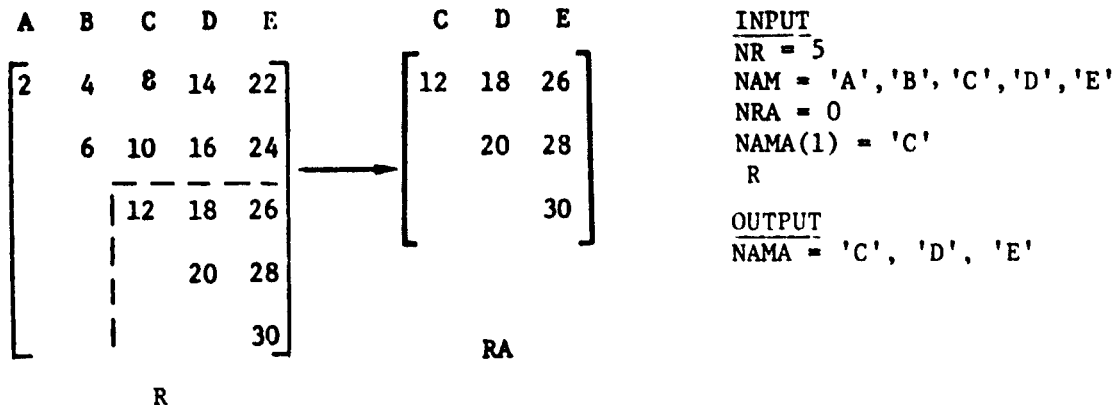 A B C D E
2 4 8 14 22
6 10 16 24
12 18 26
20 28
30
R
C D E
12 18 26
20 28
30
RA
INPUT
NR = 5
NAM = 'A','B','C','D','E'
NRA = 0
NAMA(1) = 'C'
R
OUTPUT
NAMA = 'C', 'D', 'E'